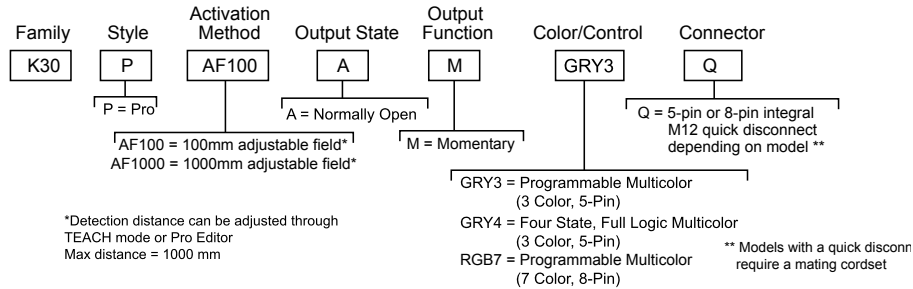 Family
Style
Activation
Method
Output State
Output
Function
Color/Control
Connector
K30
P
AF100
A
M
GRY3
Q
P = Pro
A = Normally Open
Q = 5-pin or 8-pin integral
M12 quick disconnect
depending on model **
AF100 = 100mm adjustable field*
AF1000 = 1000mm adjustable field*
M = Momentary
GRY3 = Programmable Multicolor
(3 Color, 5-Pin)
GRY4 = Four State, Full Logic Multicolor
(3 Color, 5-Pin)
RGB7 = Programmable Multicolor
(7 Color, 8-Pin)
*Detection distance can be adjusted through
TEACH mode or Pro Editor
Max distance = 1000 mm
** Models with a quick disconn
require a mating cordset